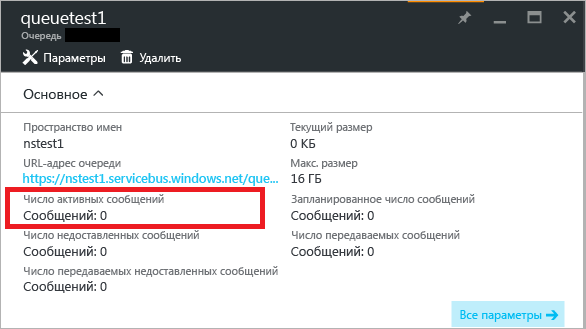 queuetest1
Очередь
Параметры
Удалить
Основное
Пространство имен
nstest1
URL-адрес очереди
https://nstest1.servicebus.windows.net/que...
Число активных сообщений
Сообщений: 0
Число недоставленных сообщений
Сообщений: 0
Число передаваемых недоставленных сообщений
Сообщений: 0
Текущий размер
0 КБ
Макс. размер
16 ГБ
Запланированное число сообщений
Сообщений: 0
Число передаваемых сообщений
Сообщений: 0
Все параметры